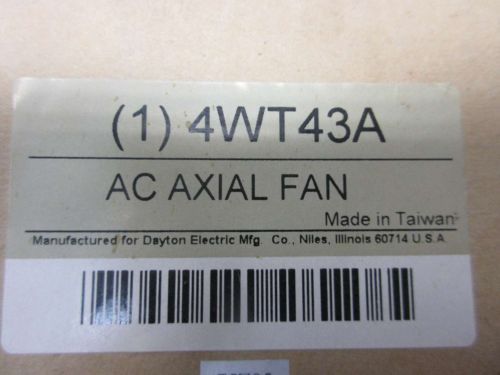 (1) 4WT43A
AC AXIAL FAN
Made in Taiwan
Manufactured for Dayton Electric Mfg. Co., Niles, Illinois 60714 U.S.A.